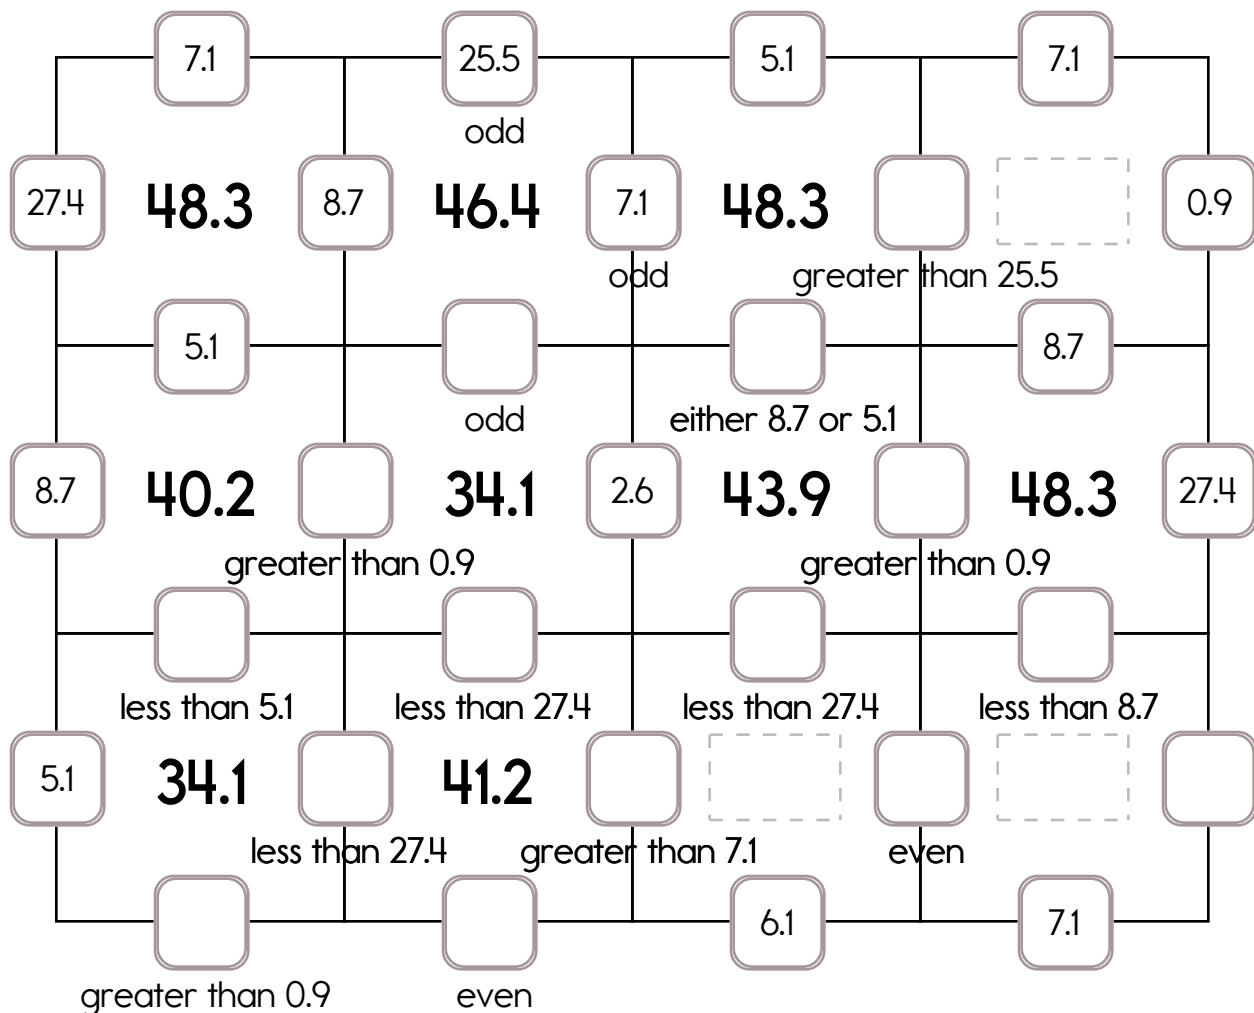 7.1 25.5 5.1 7.1
odd
27.4 48.3 8.7 46.4 7.1 48.3 0.9
odd greater than 25.5
5.1 8.7
odd either 8.7 or 5.1
8.7 40.2 34.1 2.6 43.9 48.3 27.4
greater than 0.9 greater than 0.9
less than 5.1 less than 27.4 less than 27.4 less than 8.7
5.1 34.1 41.2
less than 27.4 greater than 7.1 even
6.1 7.1
greater than 0.9 even